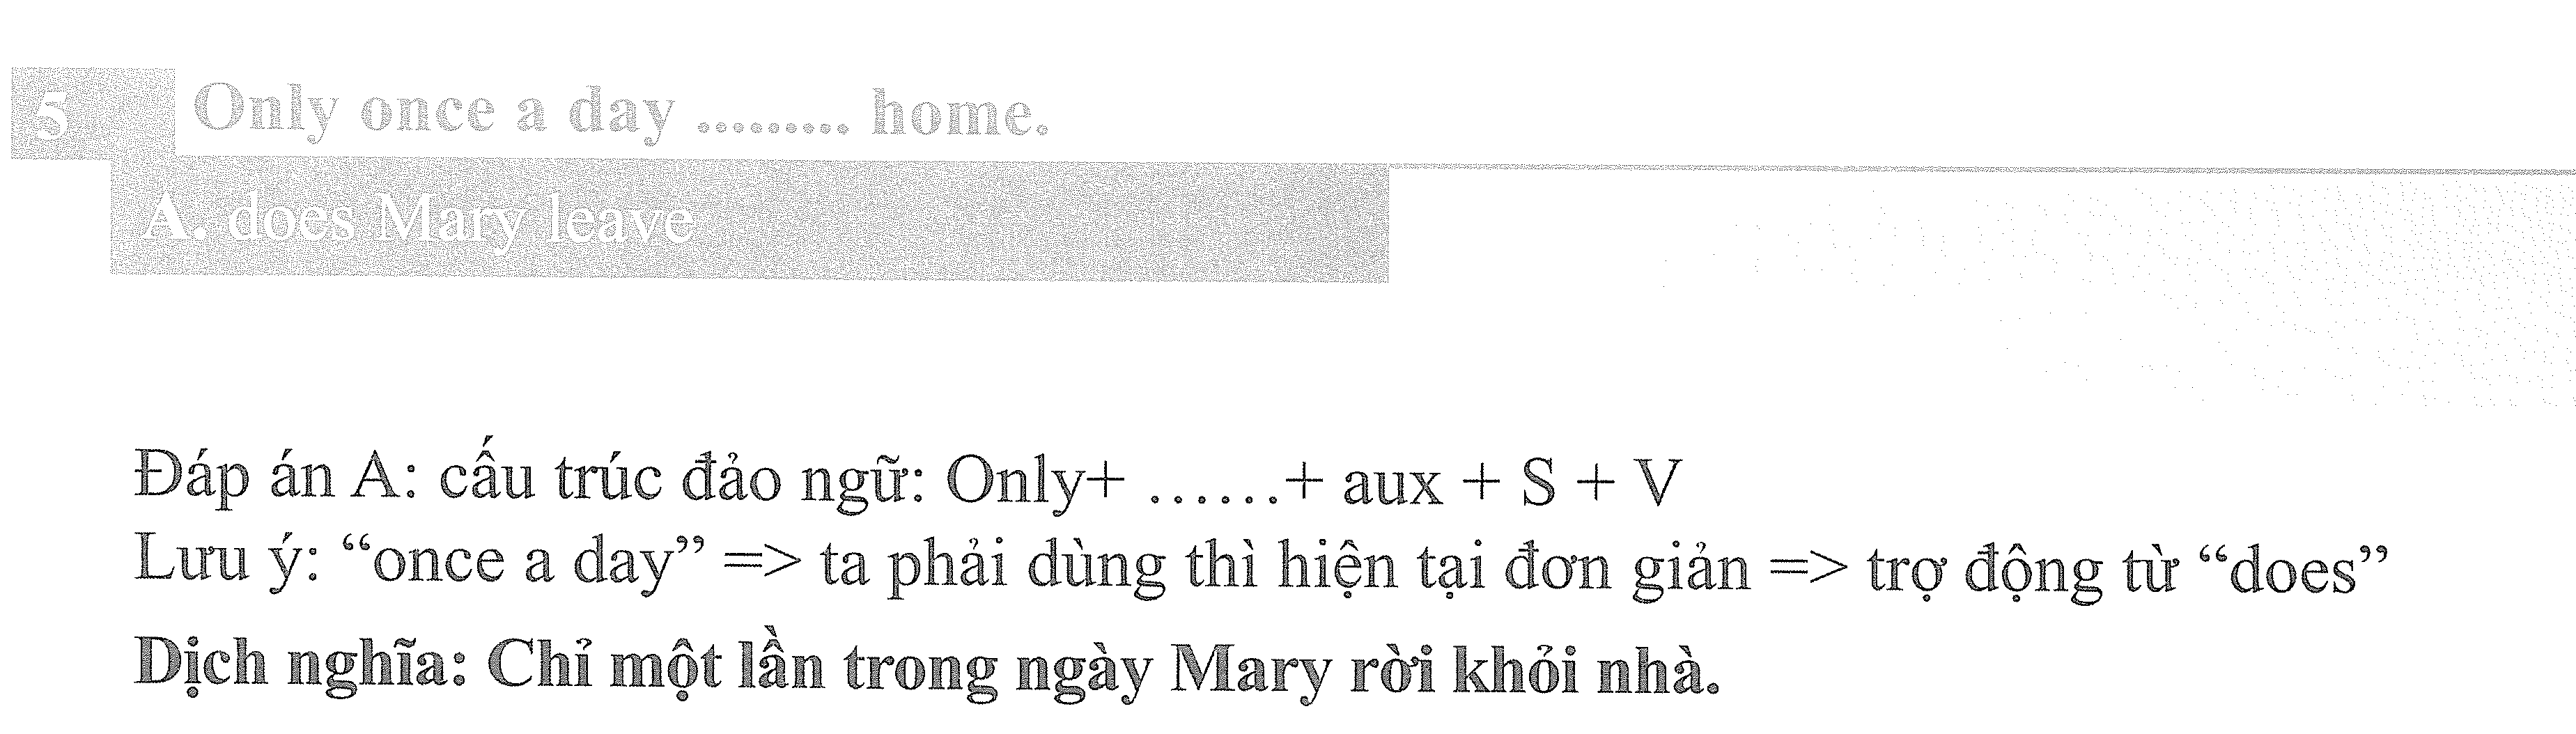 5 Only once a day ......... home.
A. does Mary leave
Đáp án A: cấu trúc đảo ngữ: Only+ ……+ aux + S + V
Lưu ý: “once a day” => ta phải dùng thì hiện tại đơn giản => trợ động từ “does”
Dịch nghĩa: Chỉ một lần trong ngày Mary rời khỏi nhà.